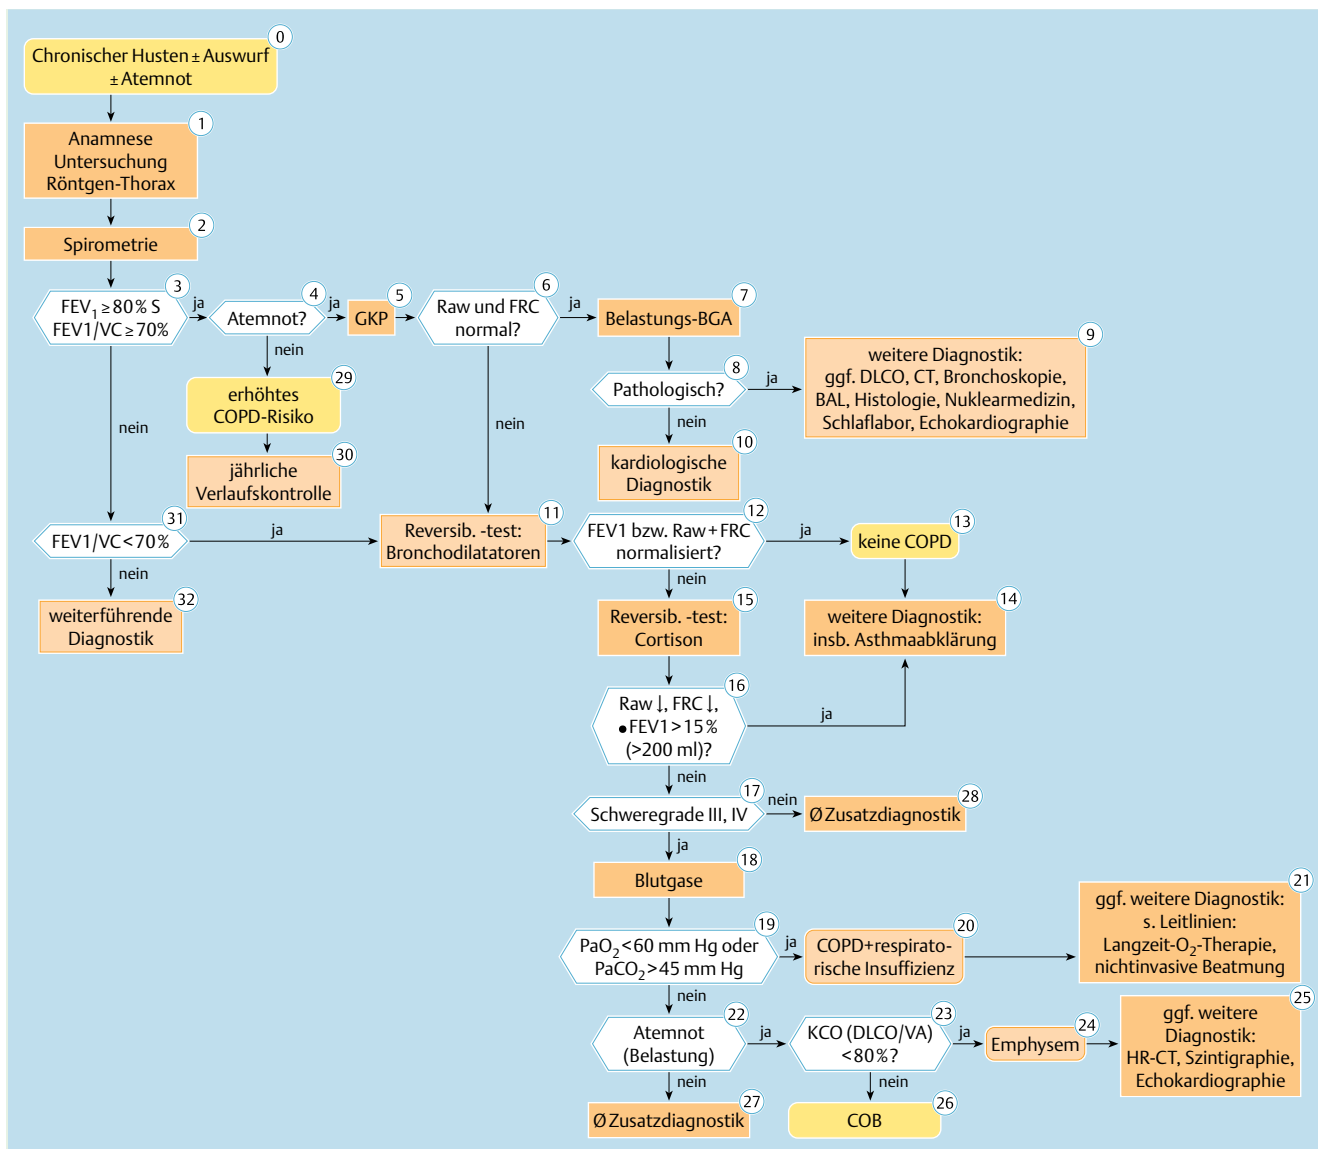 0
Chronischer Husten ± Auswurf
± Atemnot
1
Anamnese
Untersuchung
Röntgen-Thorax
2
Spirometrie
3
FEV₁ ≥ 80% S
FEV1/VC ≥ 70%
ja
4
Atemnot?
ja
5
GKP
6
Raw und FRC
normal?
ja
7
Belastungs-BGA
8
Pathologisch?
ja
9
weitere Diagnostik:
ggf. DLCO, CT, Bronchoskopie,
BAL, Histologie, Nuklearmedizin,
Schlaflabor, Echokardiographie
nein
10
kardiologische
Diagnostik
nein
29
erhöhtes
COPD-Risiko
30
jährliche
Verlaufskontrolle
nein
nein
31
FEV1/VC < 70%
ja
11
Reversib. -test:
Bronchodilatatoren
12
FEV1 bzw. Raw + FRC
normalisiert?
ja
13
keine COPD
nein
32
weiterführende
Diagnostik
nein
15
Reversib. -test:
Cortison
14
weitere Diagnostik:
insb. Asthmaabklärung
16
Raw ↓, FRC ↓,
• FEV1 > 15 %
(>200 ml)?
ja
nein
17
Schweregrade III, IV
nein
28
Ø Zusatzdiagnostik
ja
18
Blutgase
19
PaO₂ < 60 mm Hg oder
PaCO₂ > 45 mm Hg
ja
20
COPD+respirato-
rische Insuffizienz
21
ggf. weitere Diagnostik:
s. Leitlinien:
Langzeit-O₂-Therapie,
nichtinvasive Beatmung
nein
22
Atemnot
(Belastung)
ja
23
KCO (DLCO/VA)
< 80 %?
ja
24
Emphysem
25
ggf. weitere
Diagnostik:
HR-CT, Szintigraphie,
Echokardiographie
nein
27
Ø Zusatzdiagnostik
nein
26
COB